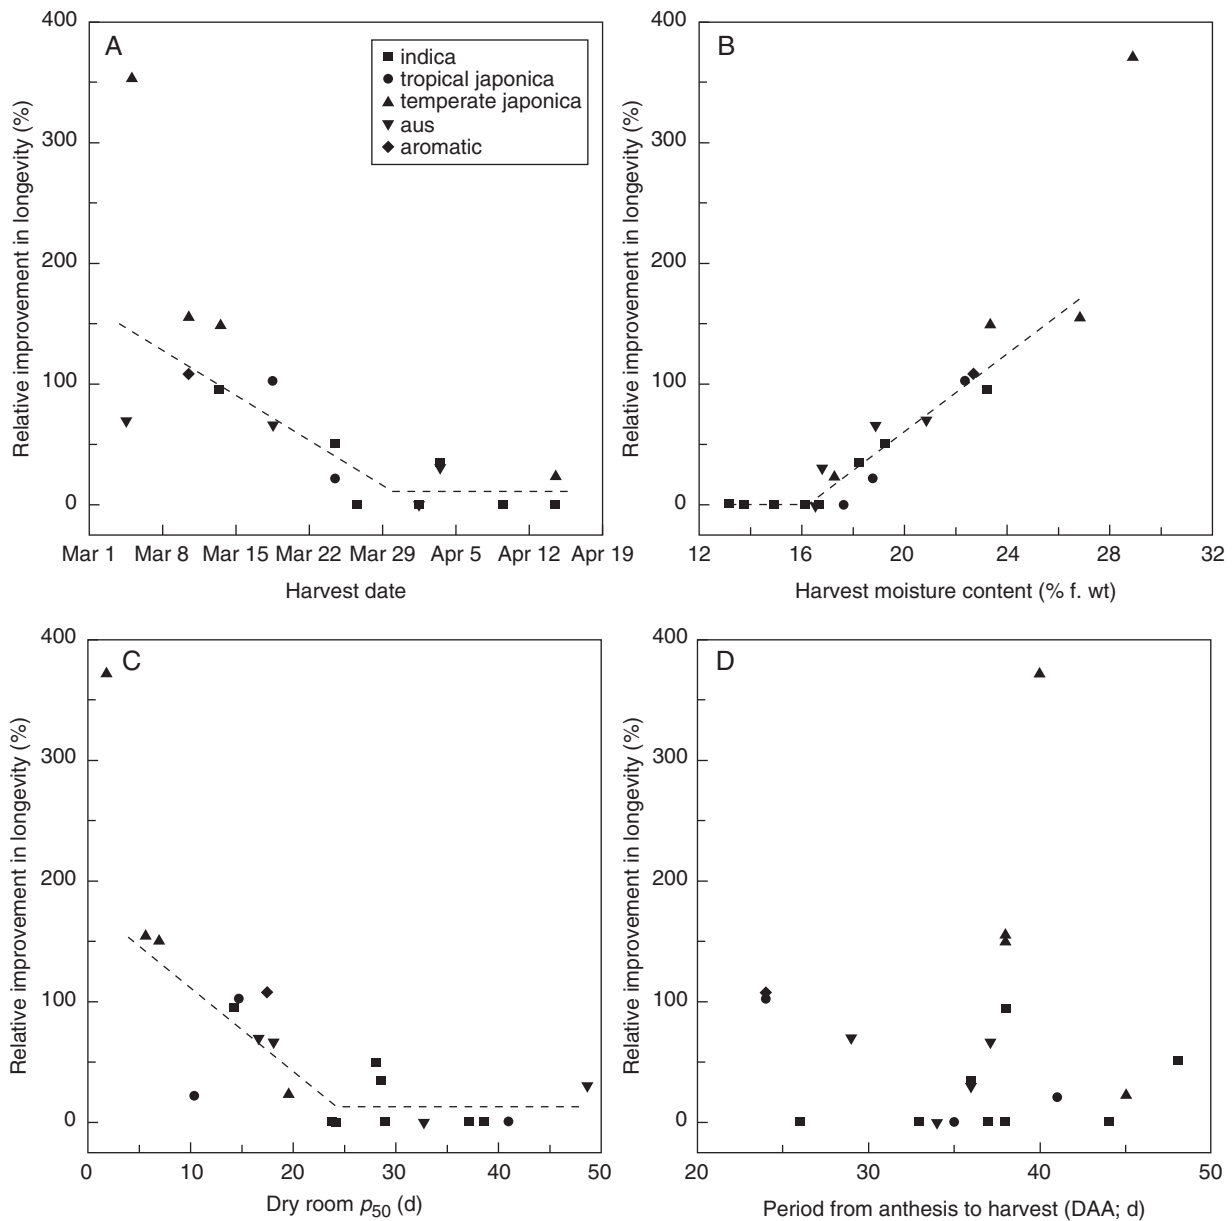 A
Relative improvement in longevity (%)
400
300
200
100
0
indica
tropical japonica
temperate japonica
aus
aromatic
Mar 1 Mar 8 Mar 15 Mar 22 Mar 29 Apr 5 Apr 12 Apr 19
Harvest date
B
Relative improvement in longevity (%)
400
300
200
100
0
12 16 20 24 28 32
Harvest moisture content (% f. wt)
C
Relative improvement in longevity (%)
400
300
200
100
0
0 10 20 30 40 50
Dry room p50 (d)
D
Relative improvement in longevity (%)
400
300
200
100
0
20 30 40 50
Period from anthesis to harvest (DAA; d)